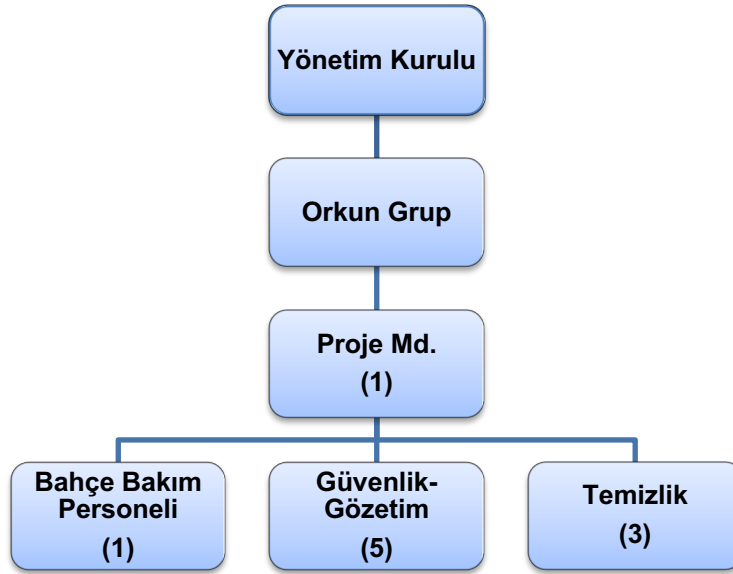 Yönetim Kurulu
Orkun Grup
Proje Md.
(1)
Bahçe Bakım
Personeli
(1)
Güvenlik-
Gözetim
(5)
Temizlik
(3)